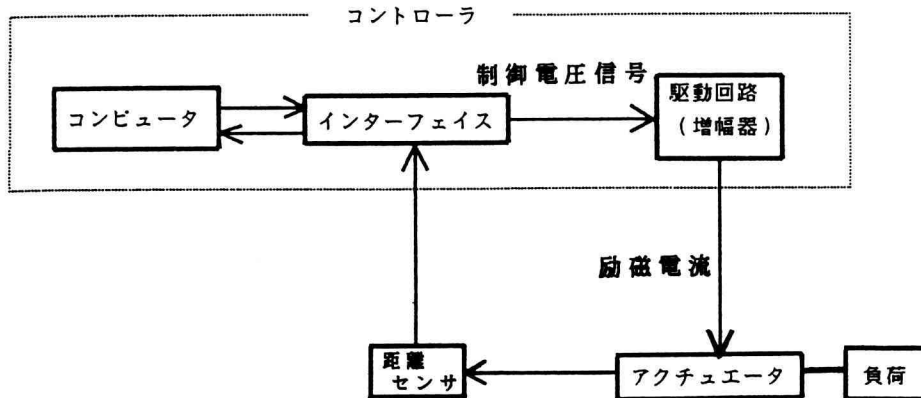 コントローラ
制御電圧信号
コンピュータ
インターフェイス
駆動回路
(増幅器)
励磁電流
距離
センサ
アクチュエータ
負荷